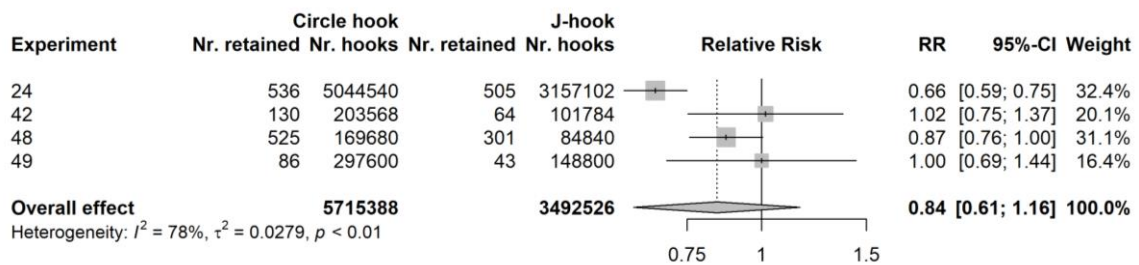 Circle hook J-hook
Experiment Nr. retained Nr. hooks Nr. retained Nr. hooks Relative Risk RR 95%-CI Weight
24 536 5044540 505 3157102 0.66 [0.59; 0.75] 32.4%
42 130 203568 64 101784 1.02 [0.75; 1.37] 20.1%
48 525 169680 301 84840 0.87 [0.76; 1.00] 31.1%
49 86 297600 43 148800 1.00 [0.69; 1.44] 16.4%
Overall effect 5715388 3492526 0.84 [0.61; 1.16] 100.0%
Heterogeneity: I² = 78%, τ² = 0.0279, p < 0.01
0.75 1 1.5